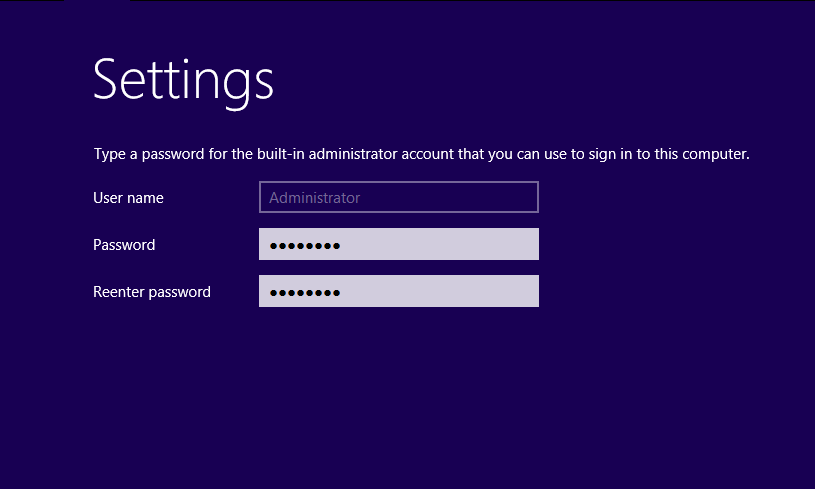 Settings
Type a password for the built-in administrator account that you can use to sign in to this computer.
User name Administrator
Password ●●●●●●●●
Reenter password ●●●●●●●●